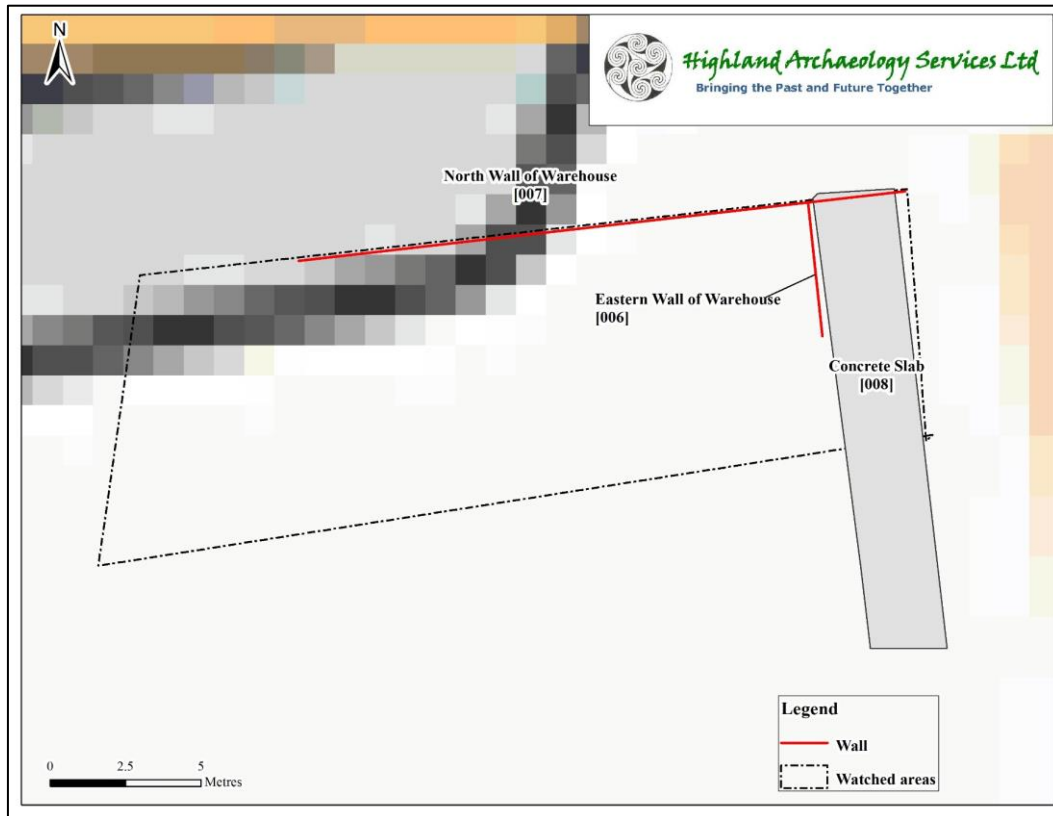 N
Highland Archaeology Services Ltd
Bringing the Past and Future Together
North Wall of Warehouse
[007]
Eastern Wall of Warehouse
[006]
Concrete Slab
[008]
Legend
Wall
Watched areas
0 2.5 5
Metres